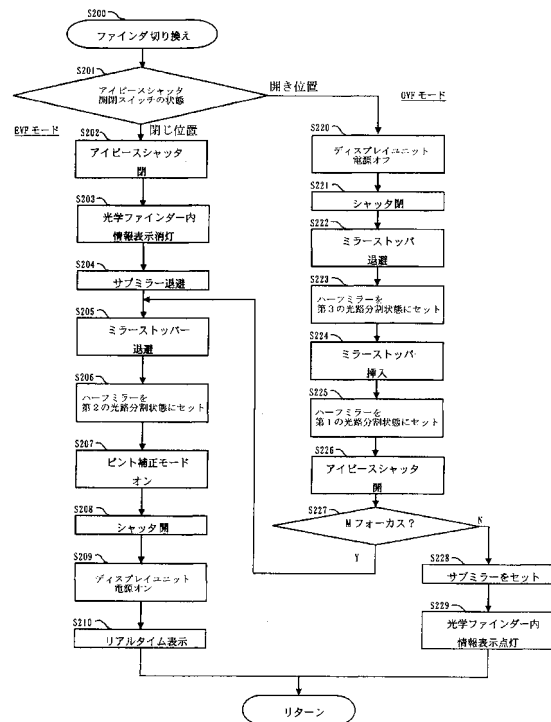 S200
ファインダ切り換え
S201
アイピースシャッタ
開閉スイッチの状態
開き位置
OVFモード
EVFモード
閉じ位置
S202
アイピースシャッタ
閉
S203
光学ファインダー内
情報表示消灯
S204
サブミラー退避
S205
ミラーストッパー
退避
S206
ハーフミラーを
第2の光路分割状態にセット
S207
ピント補正モード
オン
S208
シャッタ開
S209
ディスプレイユニット
電源オン
S210
リアルタイム表示
S220
ディスプレイユニット
電源オフ
S221
シャッタ閉
S222
ミラーストッパ
退避
S223
ハーフミラーを
第3の光路分割状態にセット
S224
ミラーストッパ
挿入
S225
ハーフミラーを
第1の光路分割状態にセット
S226
アイピースシャッタ
開
S227
Mフォーカス?
N
Y
S228
サブミラーをセット
S229
光学ファインダー内
情報表示点灯
リターン